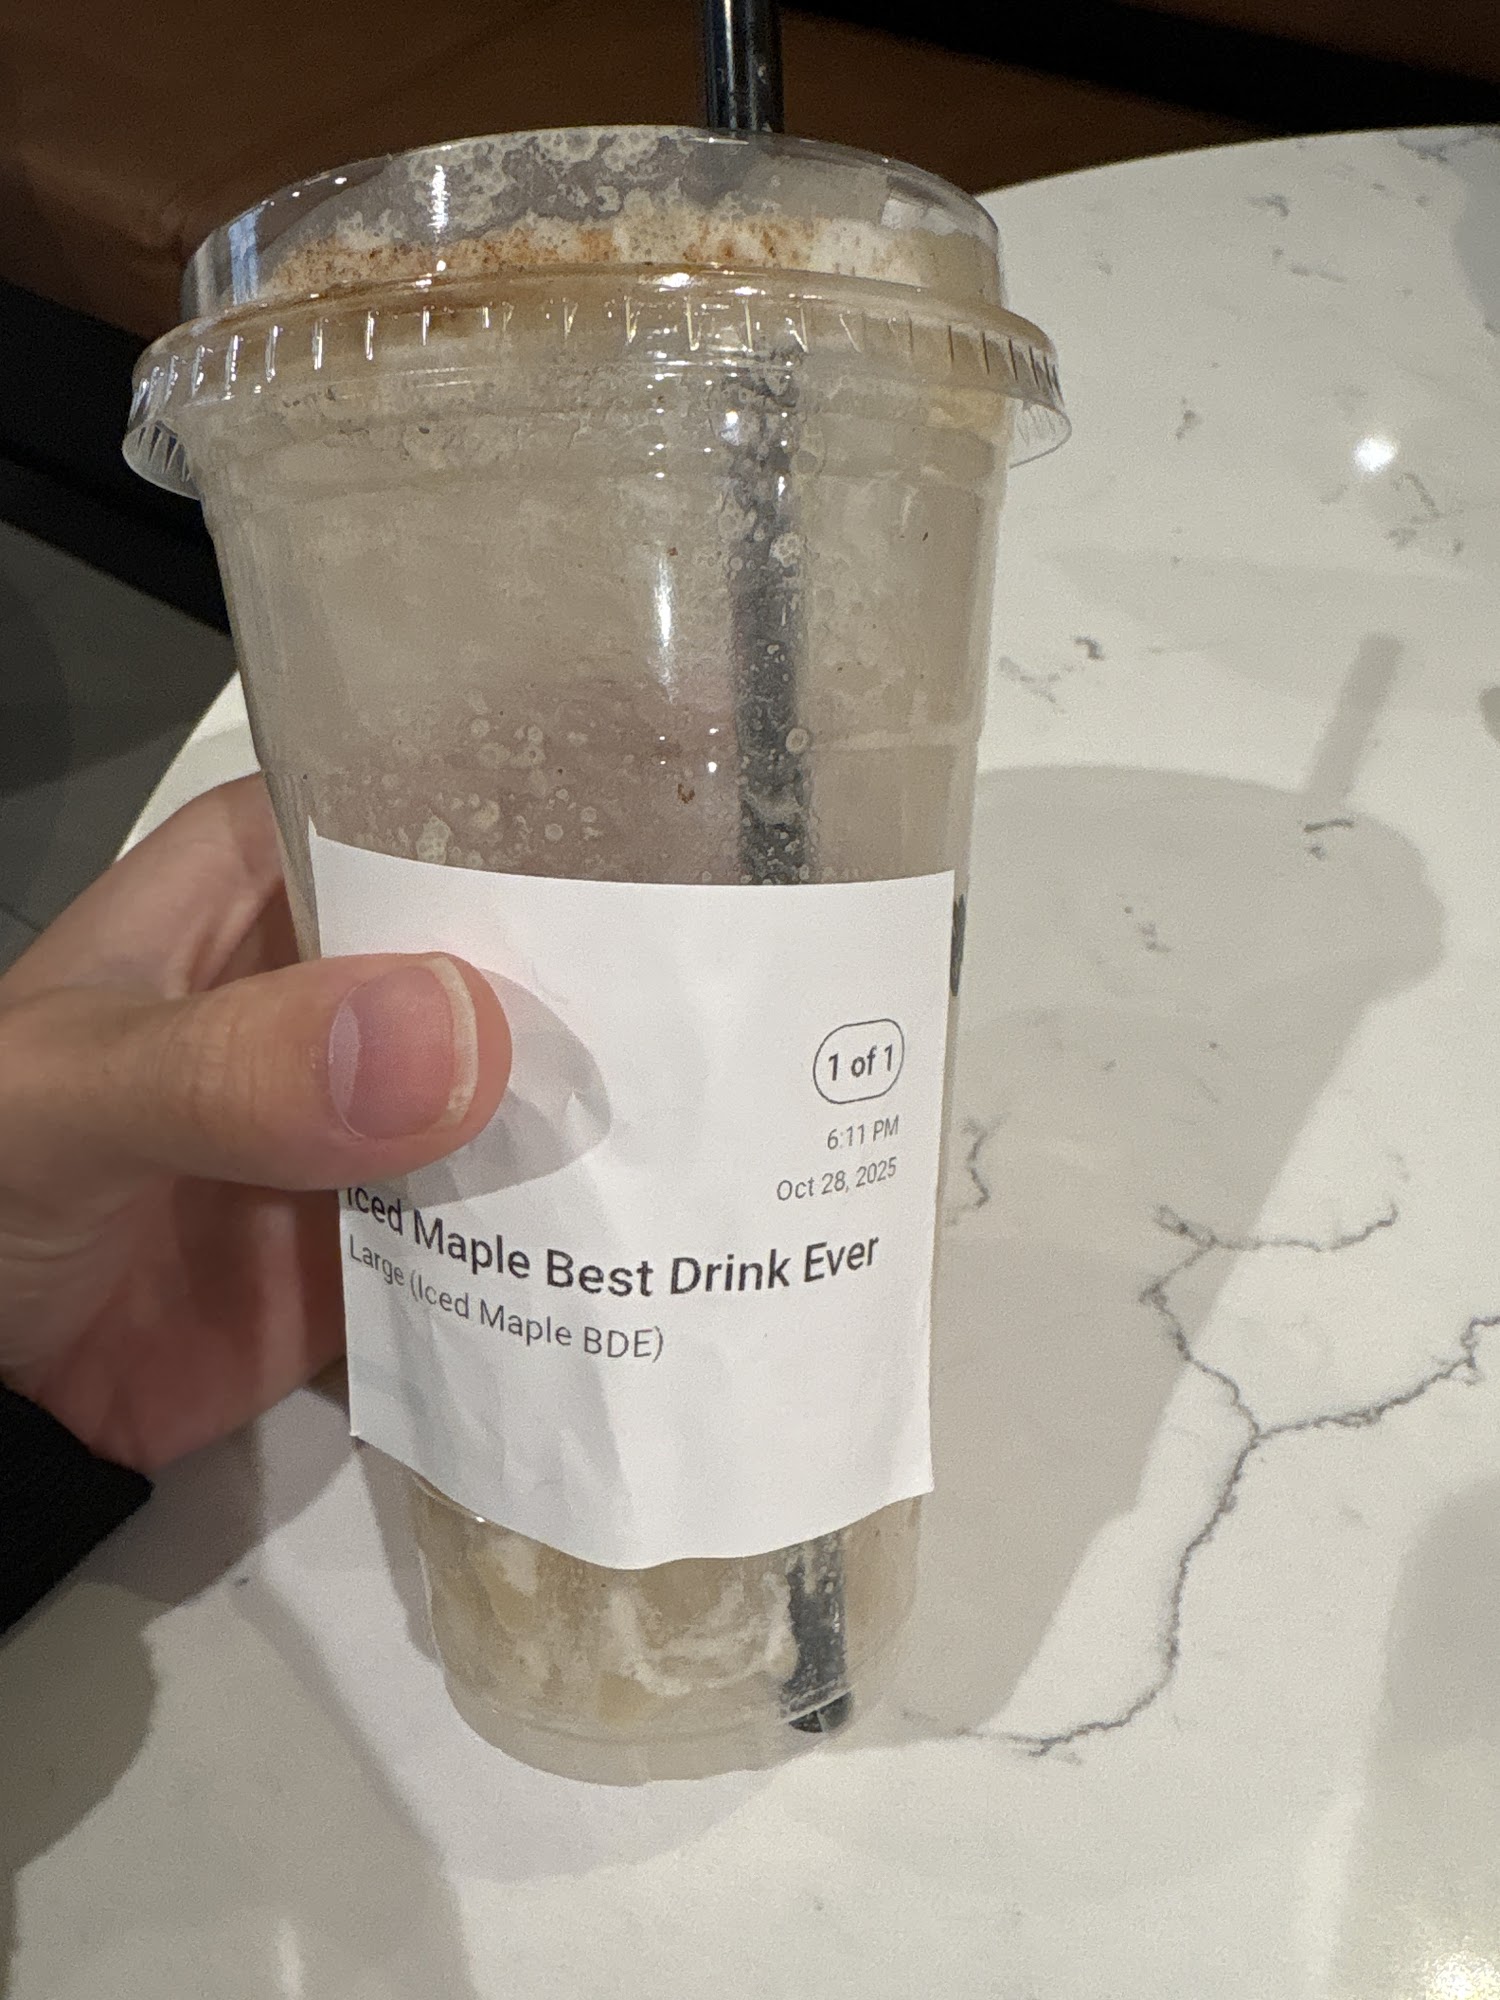 1 of 1
6:11 PM
Oct 28, 2025
Iced Maple Best Drink Ever
Large (Iced Maple BDE)